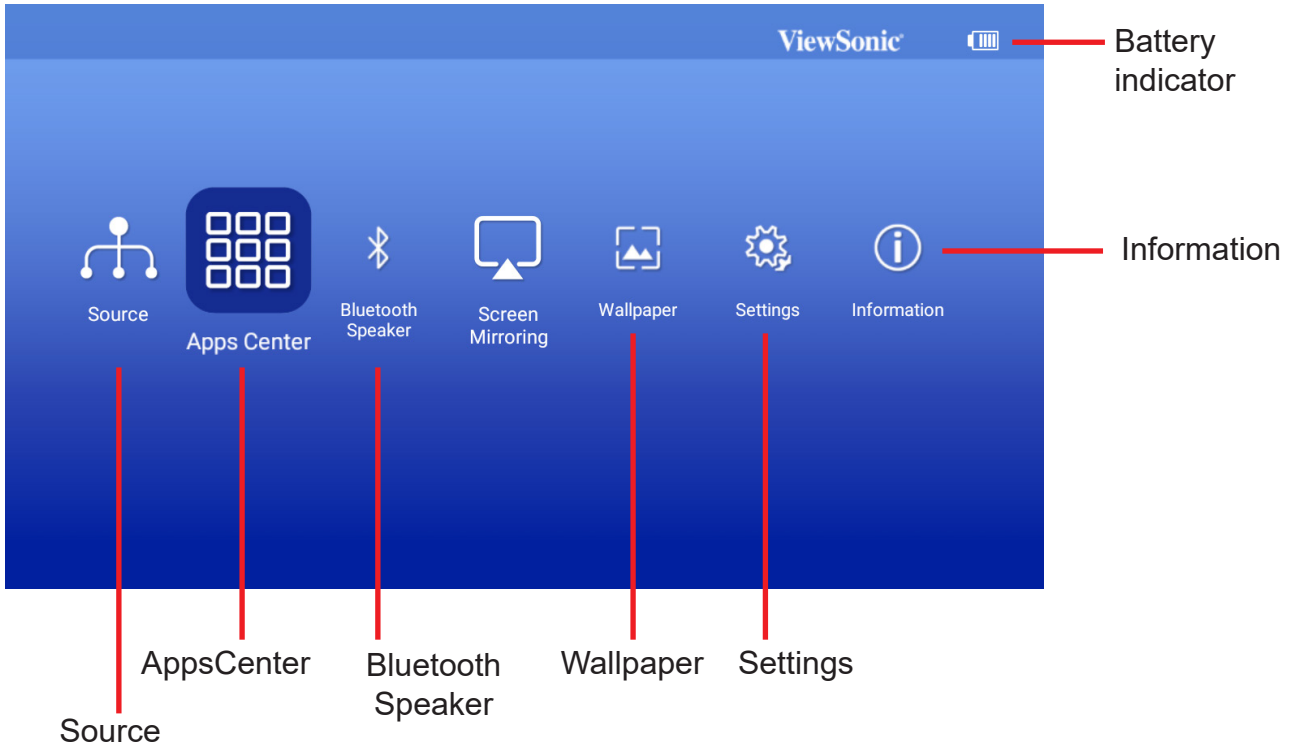 ViewSonic
Battery
indicator
Source
Apps Center
Bluetooth
Speaker
Screen
Mirroring
Wallpaper
Settings
Information
Information
AppsCenter
Bluetooth
Speaker
Wallpaper
Settings
Source